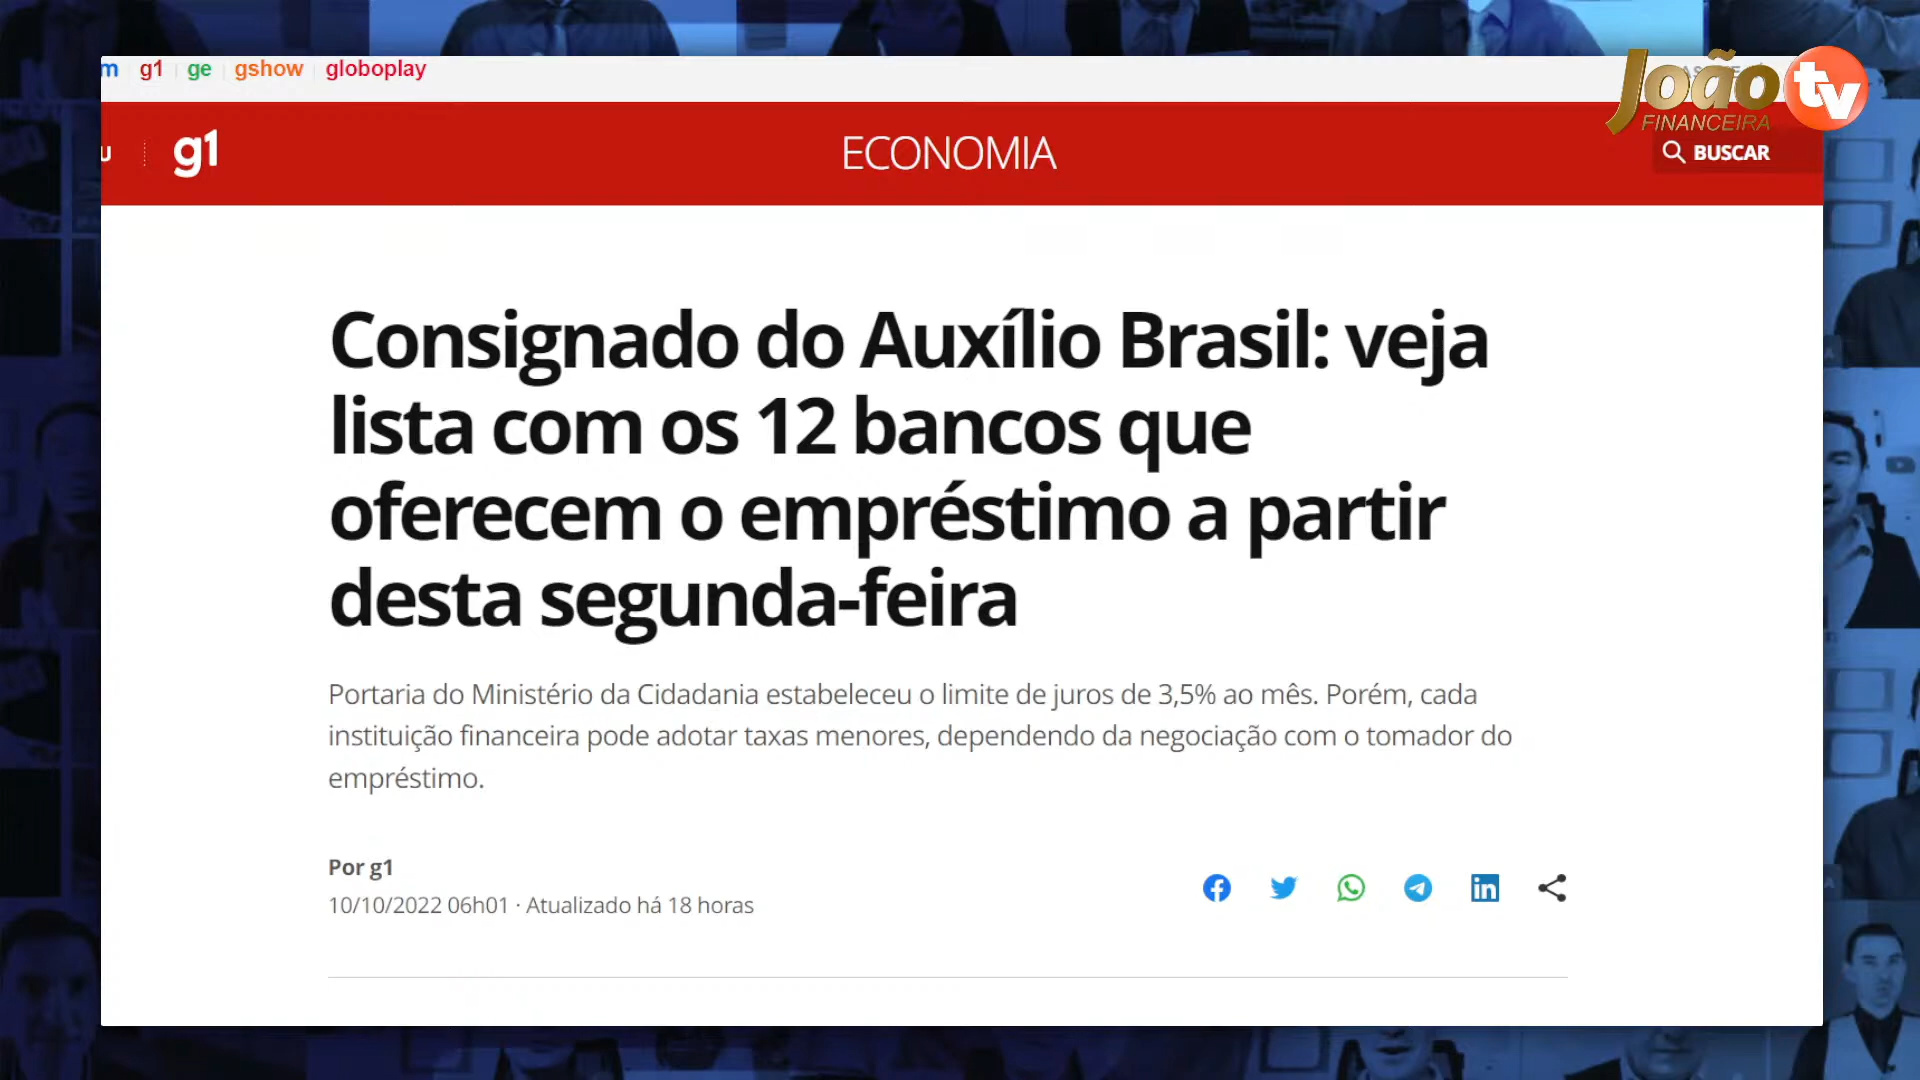 m g1 ge gshow globoplay
João tv
FINANCEIRA
U g1 ECONOMIA BUSCAR
Consignado do Auxílio Brasil: veja
lista com os 12 bancos que
oferecem o empréstimo a partir
desta segunda-feira
Portaria do Ministério da Cidadania estabeleceu o limite de juros de 3,5% ao mês. Porém, cada
instituição financeira pode adotar taxas menores, dependendo da negociação com o tomador do
empréstimo.
Por g1
10/10/2022 06h01 · Atualizado há 18 horas